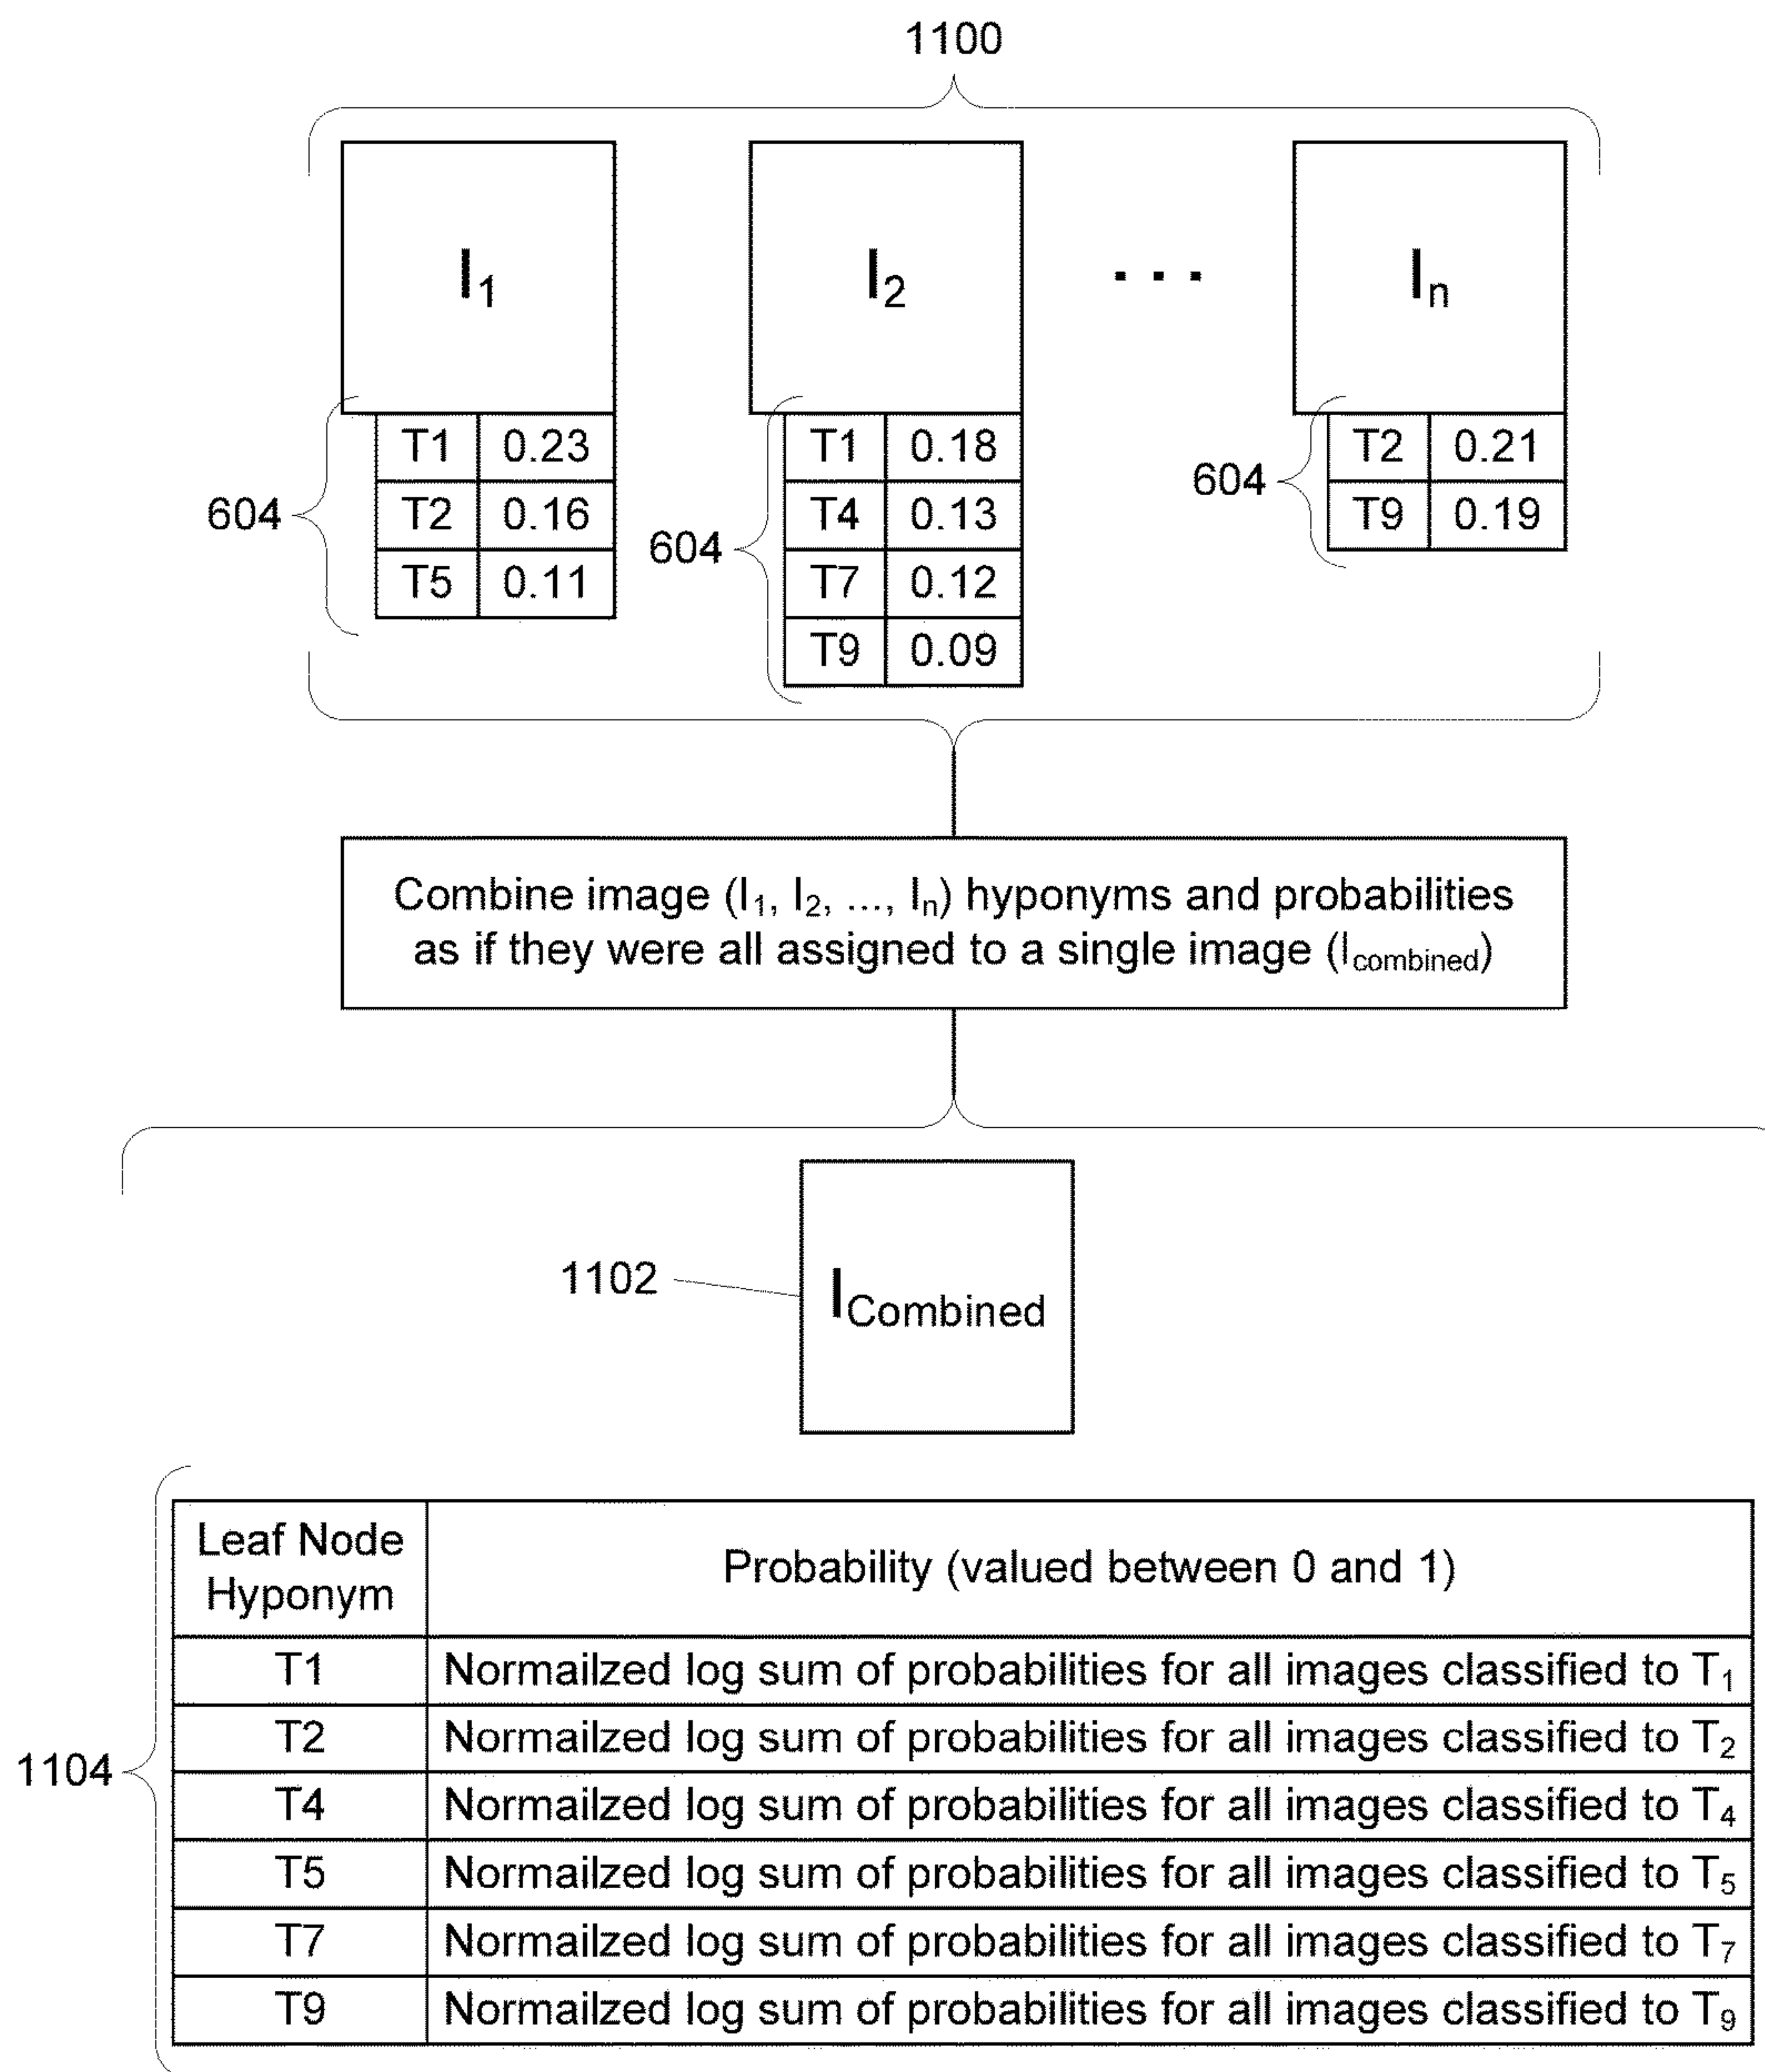 1100
I₁
I₂
...
Iₙ
604
T1 0.23
T2 0.16
T5 0.11
604
T1 0.18
T4 0.13
T7 0.12
T9 0.09
604
T2 0.21
T9 0.19
Combine image (I₁, I₂, ..., Iₙ) hyponyms and probabilities
as if they were all assigned to a single image (I_combined)
1102
I_Combined
1104
Leaf Node
Hyponym
Probability (valued between 0 and 1)
T1 Normailzed log sum of probabilities for all images classified to T₁
T2 Normailzed log sum of probabilities for all images classified to T₂
T4 Normailzed log sum of probabilities for all images classified to T₄
T5 Normailzed log sum of probabilities for all images classified to T₅
T7 Normailzed log sum of probabilities for all images classified to T₇
T9 Normailzed log sum of probabilities for all images classified to T₉